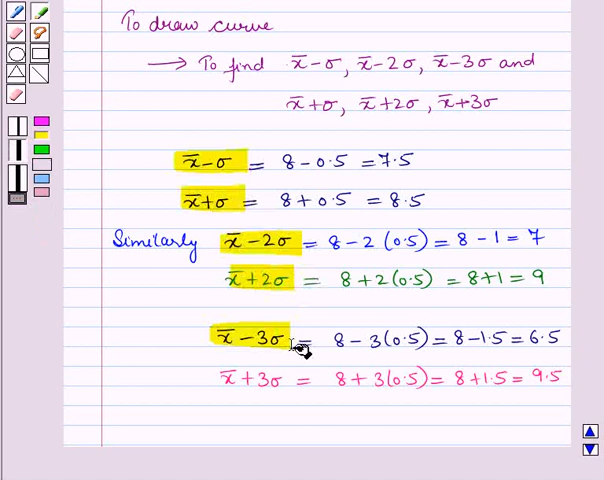 To draw curve
→ To find x̄-σ, x̄-2σ, x̄-3σ and
x̄+σ, x̄+2σ, x̄+3σ
x̄-σ = 8-0.5 = 7.5
x̄+σ = 8+0.5 = 8.5
Similarly x̄-2σ = 8-2(0.5) = 8-1 = 7
x̄+2σ = 8+2(0.5) = 8+1 = 9
x̄-3σ = 8-3(0.5) = 8-1.5 = 6.5
x̄+3σ = 8+3(0.5) = 8+1.5 = 9.5